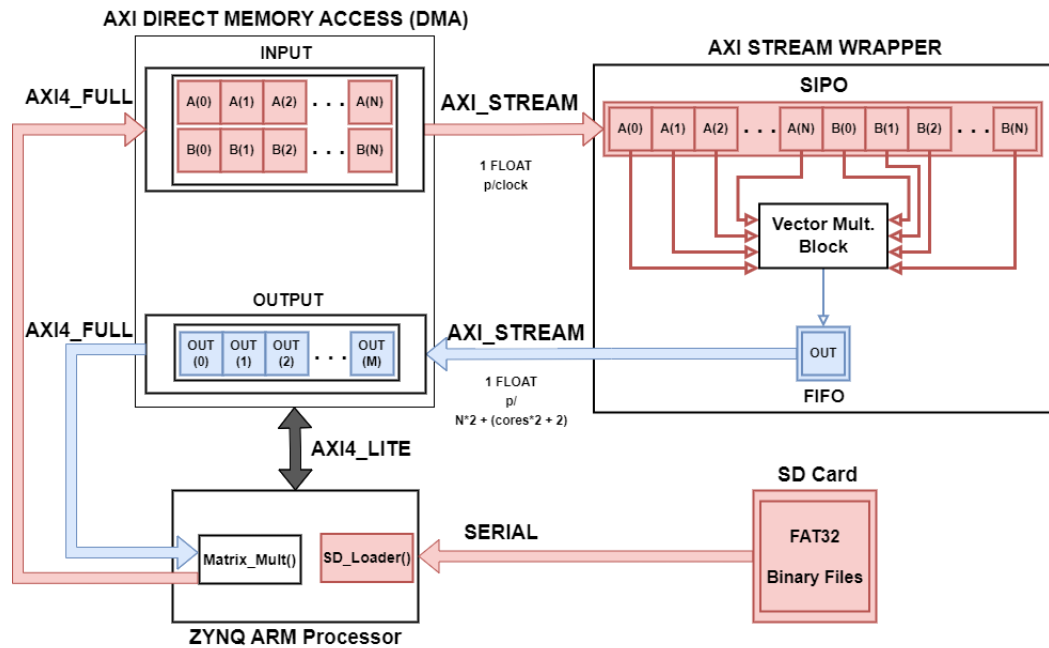 AXI DIRECT MEMORY ACCESS (DMA)
INPUT
AXI4_FULL
A(0) A(1) A(2) . . . A(N)
B(0) B(1) B(2) . . . B(N)
AXI_STREAM
1 FLOAT
p/clock
AXI STREAM WRAPPER
SIPO
A(0) A(1) A(2) . . . A(N) B(0) B(1) B(2) . . . B(N)
Vector Mult.
Block
OUT
FIFO
AXI_STREAM
1 FLOAT
p/
N*2 + (cores*2 + 2)
OUTPUT
AXI4_FULL
OUT OUT OUT OUT
(0) (1) (2) . . . (M)
AXI4_LITE
Matrix_Mult()
SD_Loader()
ZYNQ ARM Processor
SERIAL
SD Card
FAT32
Binary Files